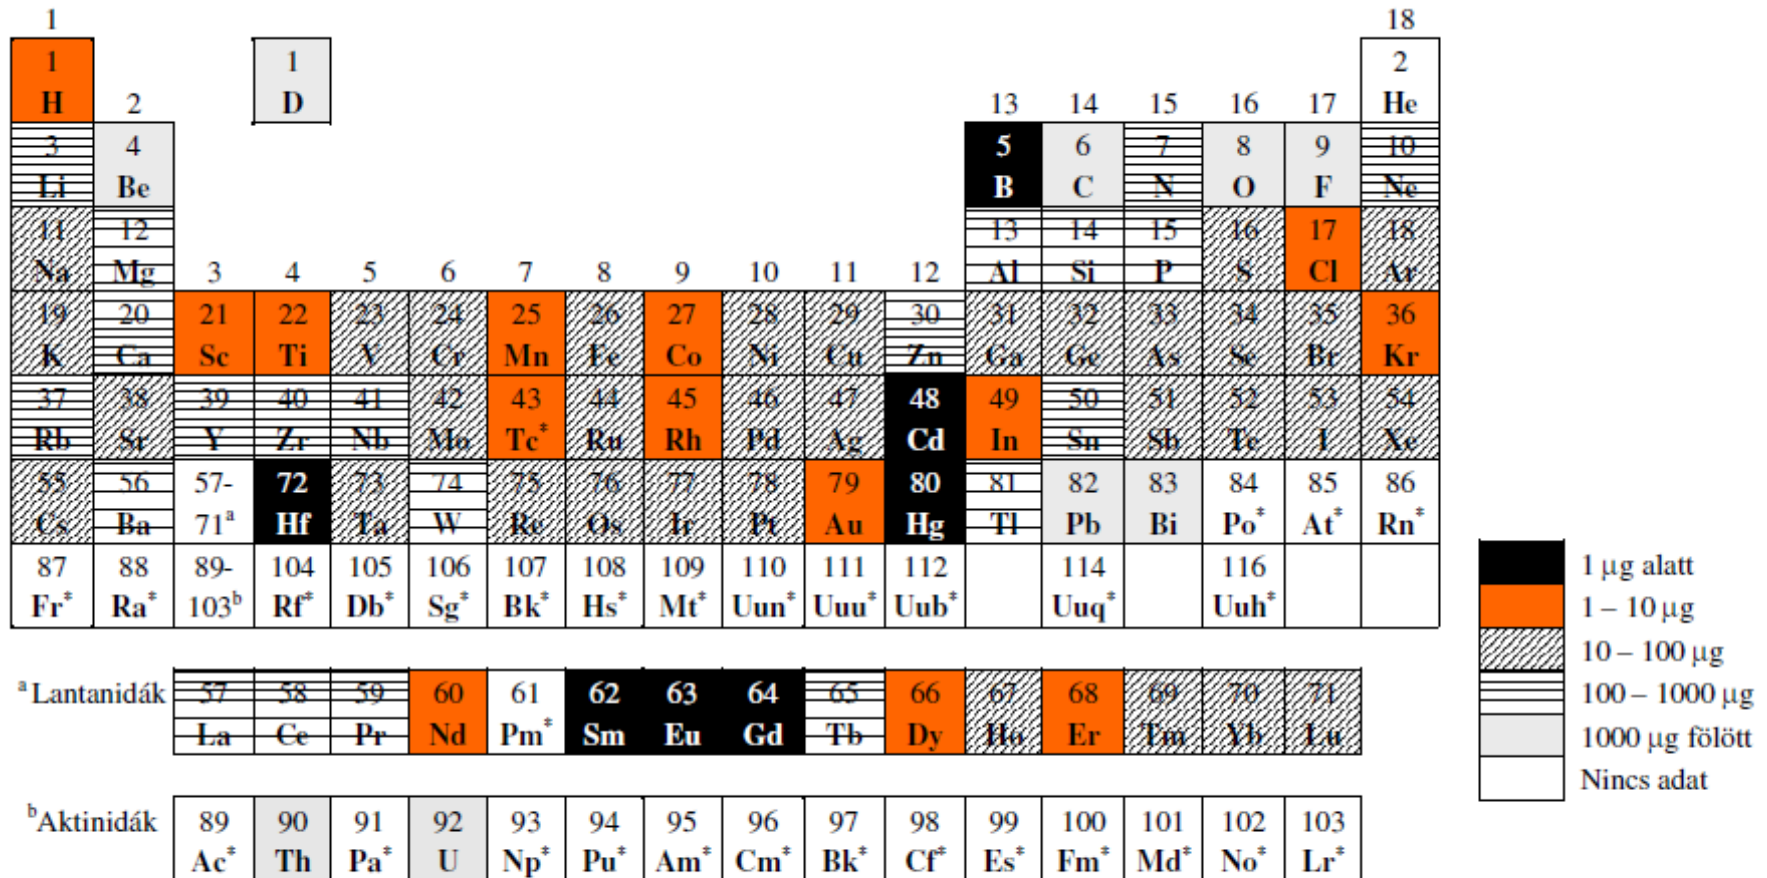 1 18
1 1 2
H 2 D 13 14 15 16 17 He
3 4 5 6 7 8 9 10
Li Be B C N O F Ne
11 12 13 14 15 16 17 18
Na Mg 3 4 5 6 7 8 9 10 11 12 Al Si P S Cl Ar
19 20 21 22 23 24 25 26 27 28 29 30 31 32 33 34 35 36
K Ca Sc Ti V Cr Mn Fe Co Ni Cu Zn Ga Ge As Se Br Kr
37 38 39 40 41 42 43 44 45 46 47 48 49 50 51 52 53 54
Rb Sr Y Zr Nb Mo Tc* Ru Rh Pd Ag Cd In Sn Sb Te I Xe
55 56 57- 72 73 74 75 76 77 78 79 80 81 82 83 84 85 86
Cs Ba 71ª Hf Ta W Re Os Ir Pt Au Hg Tl Pb Bi Po* At* Rn*
87 88 89- 104 105 106 107 108 109 110 111 112 114 116
Fr* Ra* 103ᵇ Rf* Db* Sg* Bk* Hs* Mt* Uun* Uuu* Uub* Uuq* Uuh*
1 µg alatt
1 – 10 µg
10 – 100 µg
100 – 1000 µg
1000 µg fölött
Nincs adat
ª Lantanidák 57 58 59 60 61 62 63 64 65 66 67 68 69 70 71
La Ce Pr Nd Pm* Sm Eu Gd Tb Dy Ho Er Tm Yb Lu
ᵇAktinidák 89 90 91 92 93 94 95 96 97 98 99 100 101 102 103
Ac* Th Pa* U Np* Pu* Am* Cm* Bk* Cf* Es* Fm* Md* No* Lr*